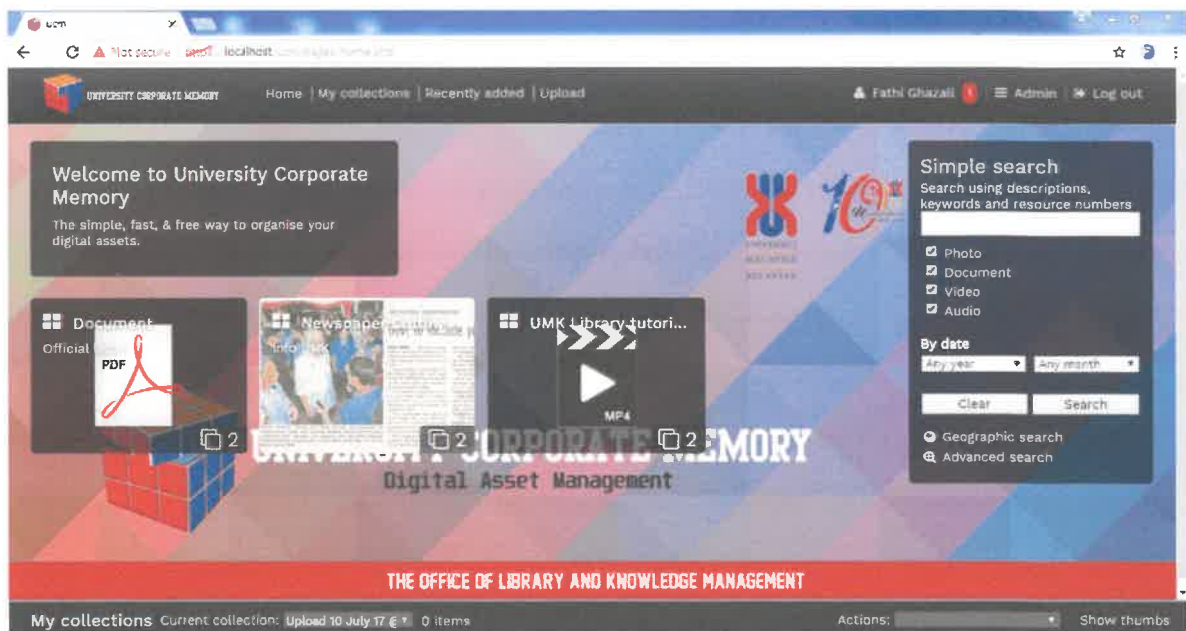 ucm
Not secure localhost
UNIVERSITY CORPORATE MEMORY
Home | My collections | Recently added | Upload
Fathi Ghazali
Admin
Log out
Welcome to University Corporate
Memory
The simple, fast, & free way to organise your
digital assets.
Simple search
Search using descriptions,
keywords and resource numbers
Photo
Document
Video
Audio
By date
Any year
Any month
Clear
Search
Geographic search
Advanced search
Document
Official
PDF
2
Newspaper
Info UMK
2
UMK Library tutori...
MP4
2
UNIVERSITY
MALAYSIA
KELANTAN
10
UNIVERSITY CORPORATE MEMORY
Digital Asset Management
THE OFFICE OF LIBRARY AND KNOWLEDGE MANAGEMENT
My collections Current collection: Upload 10 July 17 0 items
Actions:
Show thumbs